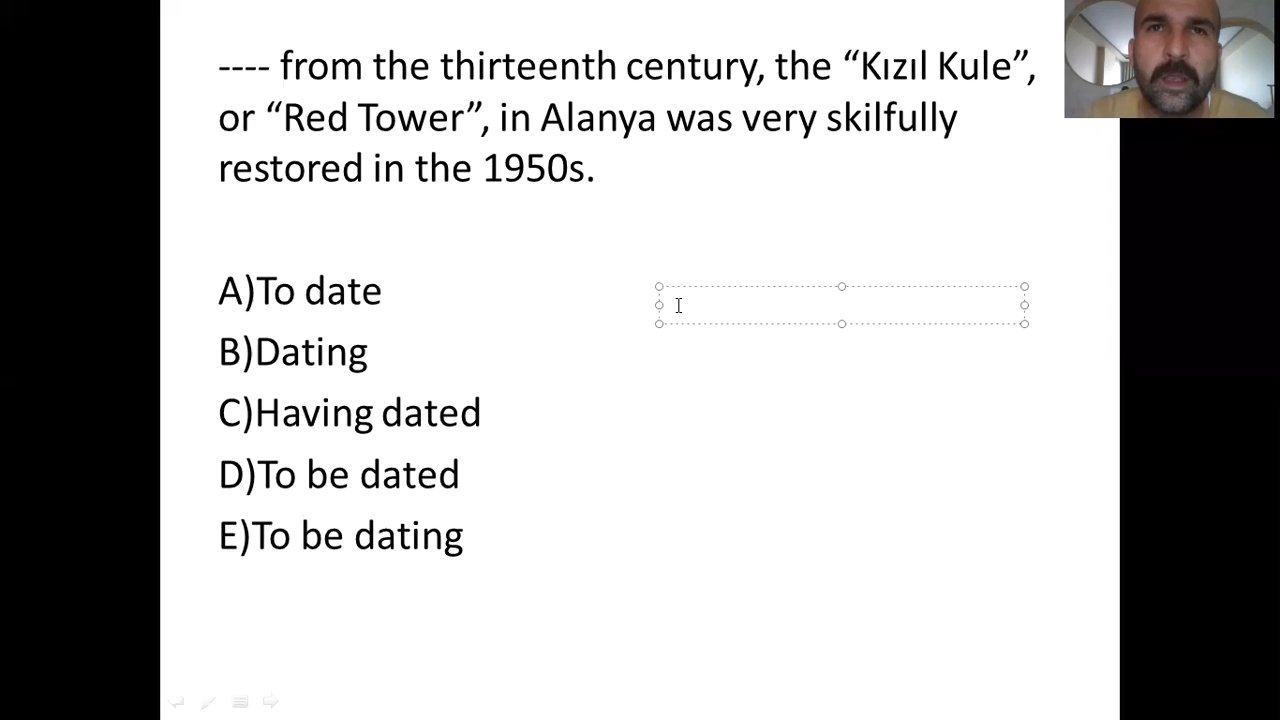 ---- from the thirteenth century, the “Kızıl Kule”,
or “Red Tower”, in Alanya was very skilfully
restored in the 1950s.
A)To date
B)Dating
C)Having dated
D)To be dated
E)To be dating